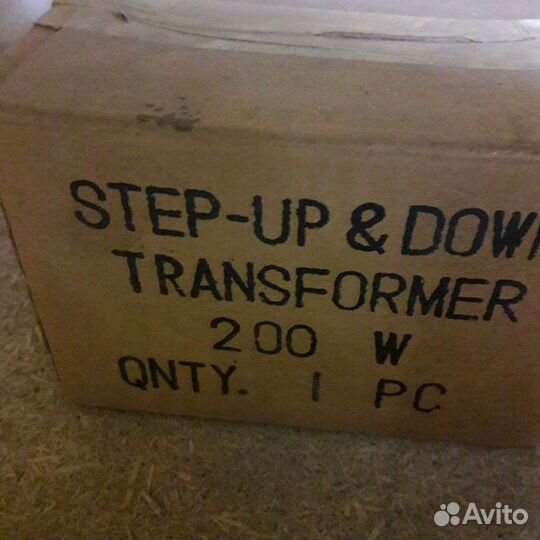 STEP-UP & DOW
TRANSFORMER
200 W
QNTY. 1 PC
Avito